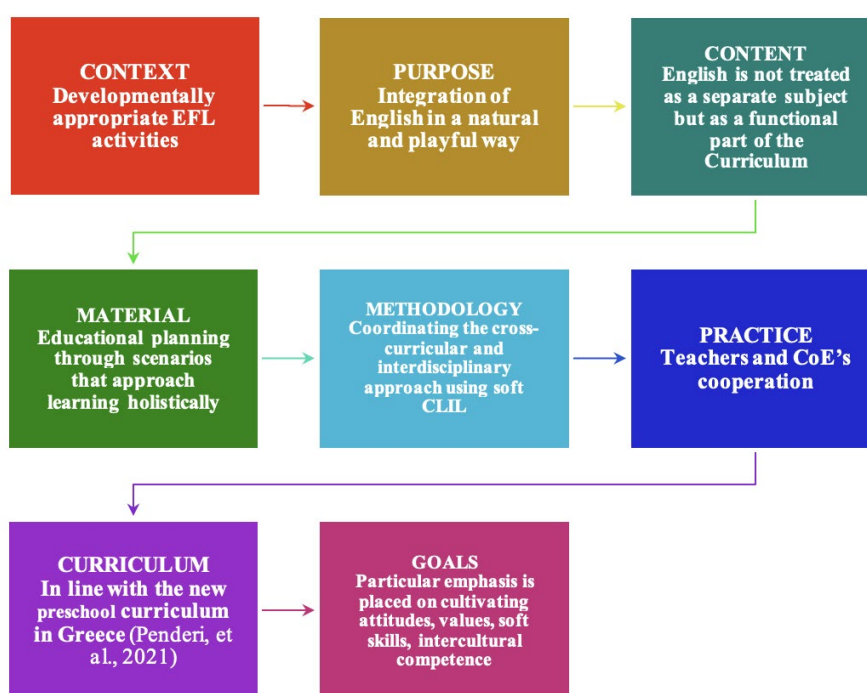 CONTEXT
Developmentally
appropriate EFL
activities
PURPOSE
Integration of
English in a natural
and playful way
CONTENT
English is not treated
as a separate subject
but as a functional
part of the
Curriculum
MATERIAL
Educational planning
through scenarios
that approach
learning holistically
METHODOLOGY
Coordinating the cross-
curricular and
interdisciplinary
approach using soft
CLIL
PRACTICE
Teachers and CoE's
cooperation
CURRICULUM
In line with the new
preschool curriculum
in Greece (Penderi, et
al., 2021)
GOALS
Particular emphasis is
placed on cultivating
attitudes, values, soft
skills, intercultural
competence